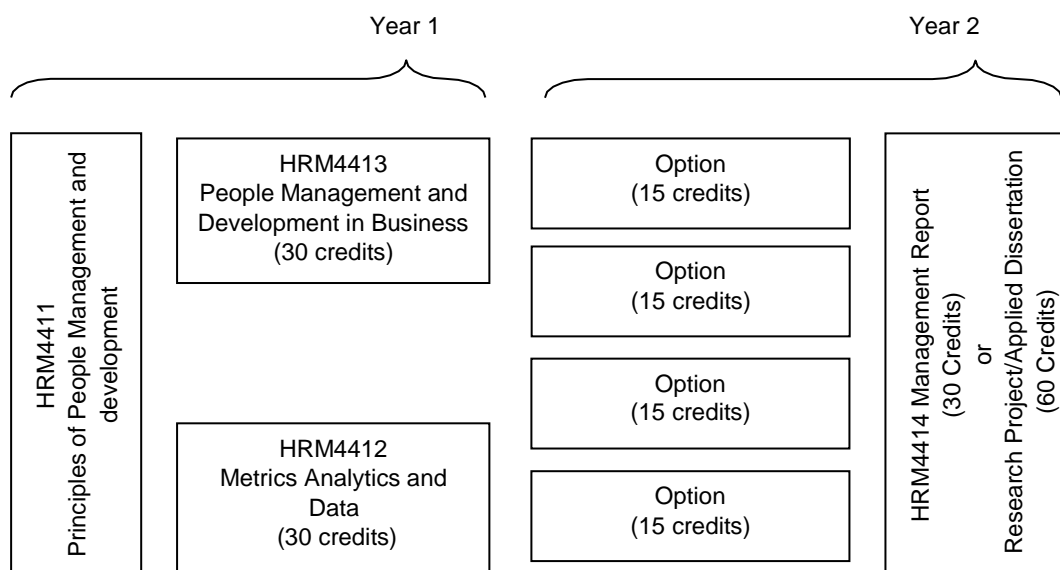 Year 1
Year 2
HRM4411
Principles of People Management and
development
HRM4413
People Management and
Development in Business
(30 credits)
HRM4412
Metrics Analytics and
Data
(30 credits)
Option
(15 credits)
Option
(15 credits)
Option
(15 credits)
Option
(15 credits)
HRM4414 Management Report
(30 Credits)
or
Research Project/Applied Dissertation
(60 Credits)